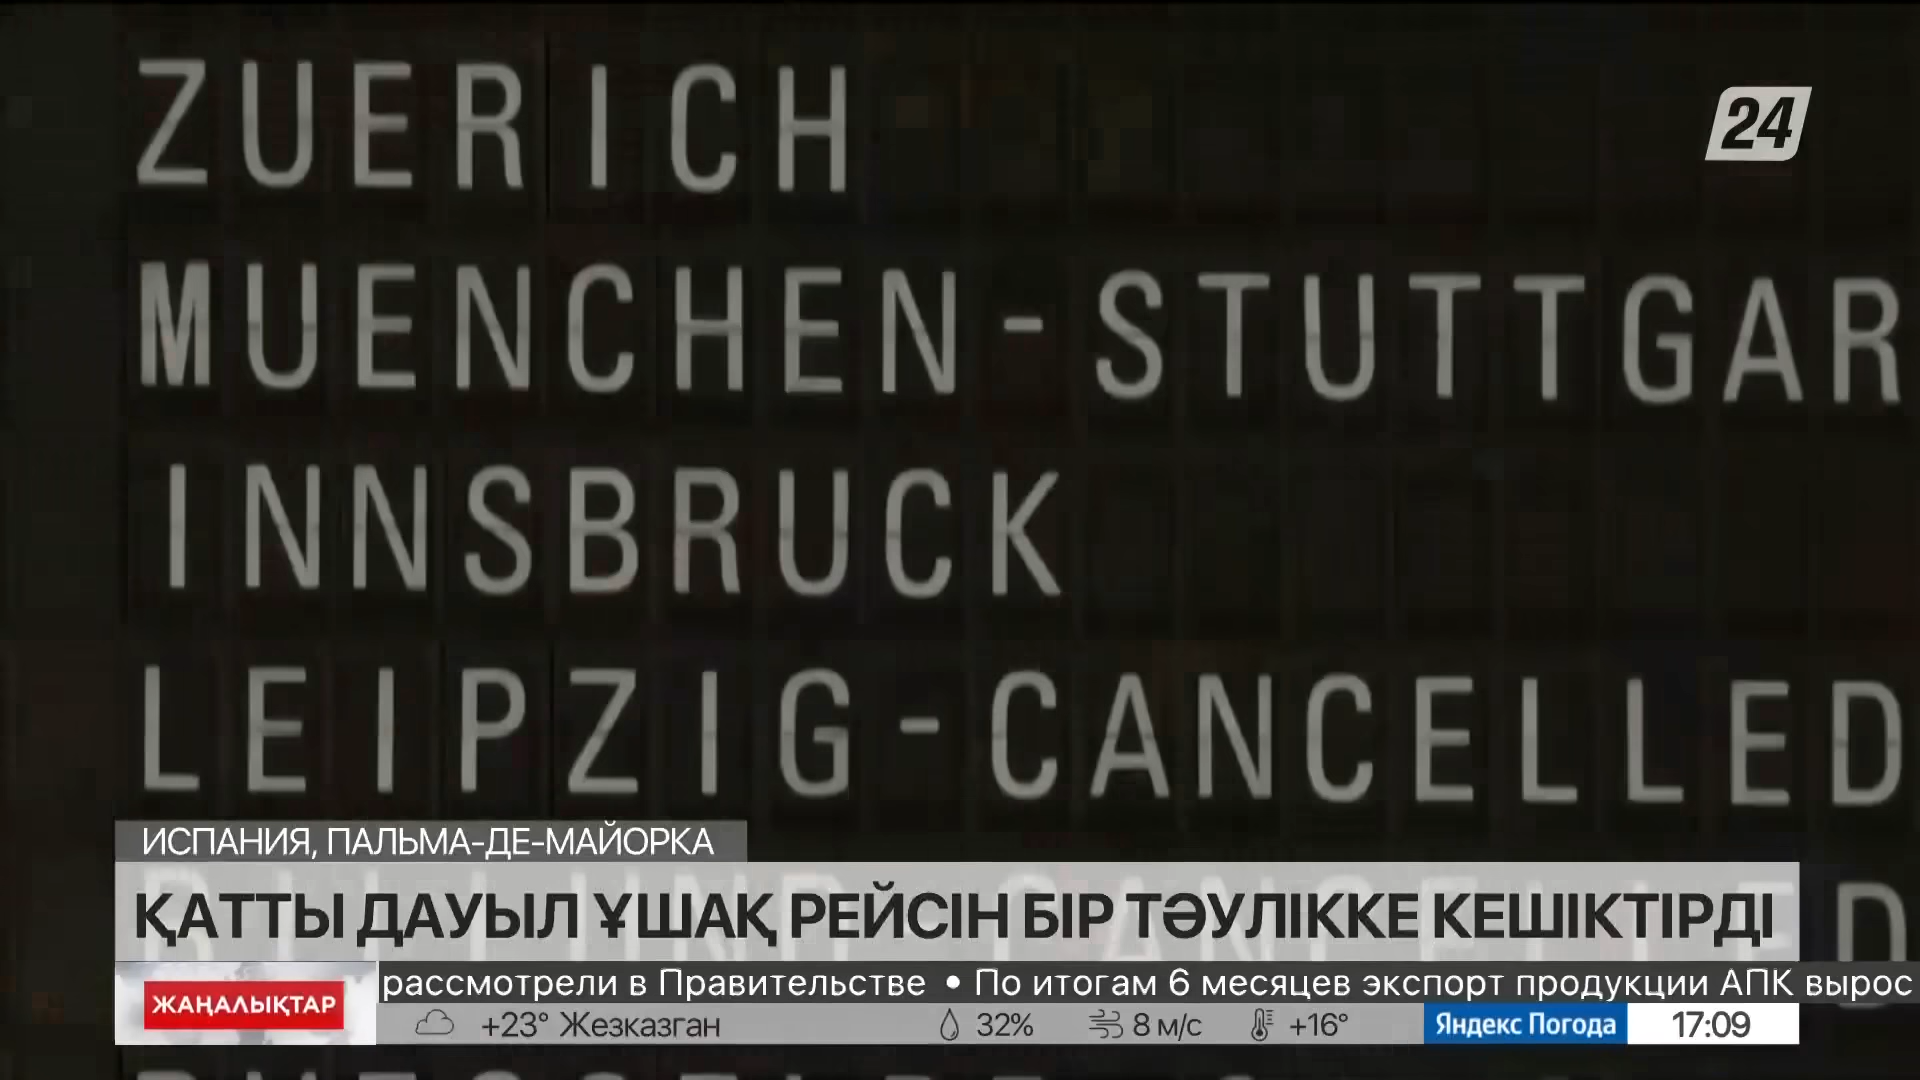 ZUERICH
24
MUENCHEN-STUTTGAR
INNSBRUCK
LEIPZIG-CANCELLED
ИСПАНИЯ, ПАЛЬМА-ДЕ-МАЙОРКА
ҚАТТЫ ДАУЫЛ ҰШАҚ РЕЙСІН БІР ТӘУЛІККЕ КЕШІКТІРДІ
ЖАҢАЛЫҚТАР
рассмотрели в Правительстве • По итогам 6 месяцев экспорт продукции АПК вырос
+23° Жезказган 32% 8 м/с +16° Яндекс Погода 17:09